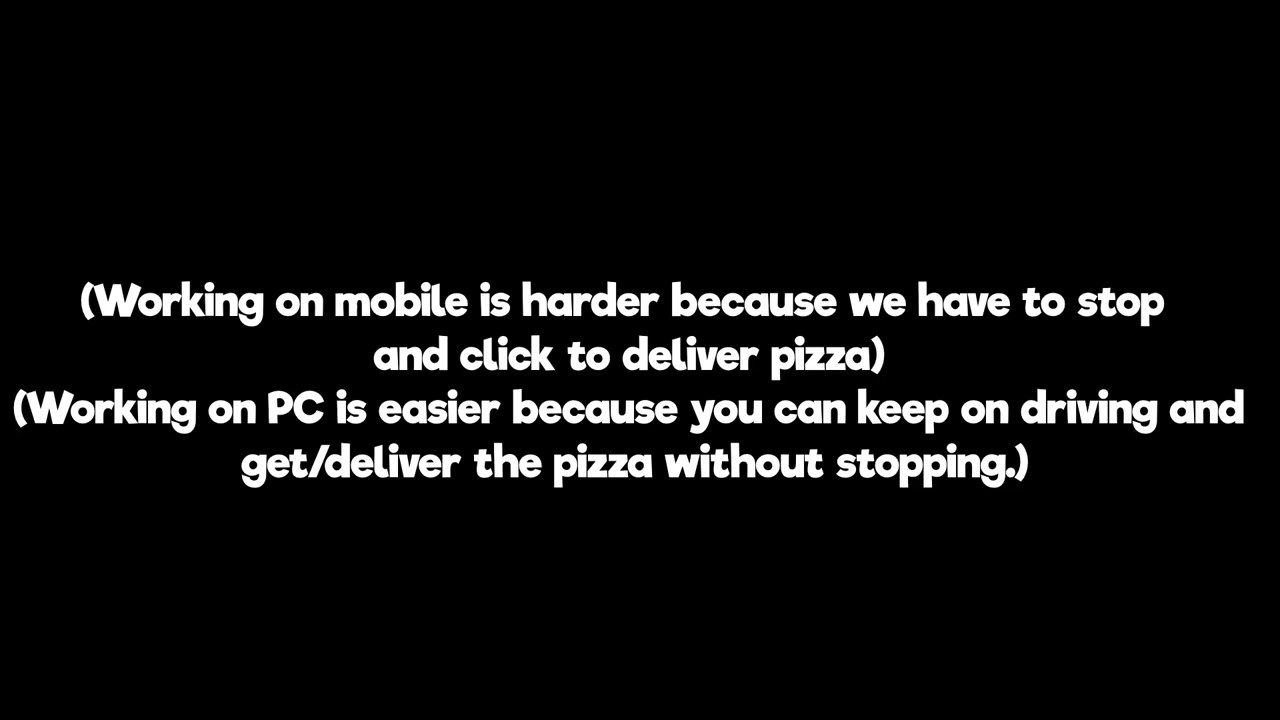 (Working on mobile is harder because we have to stop
and click to deliver pizza)
(Working on PC is easier because you can keep on driving and
get/deliver the pizza without stopping.)